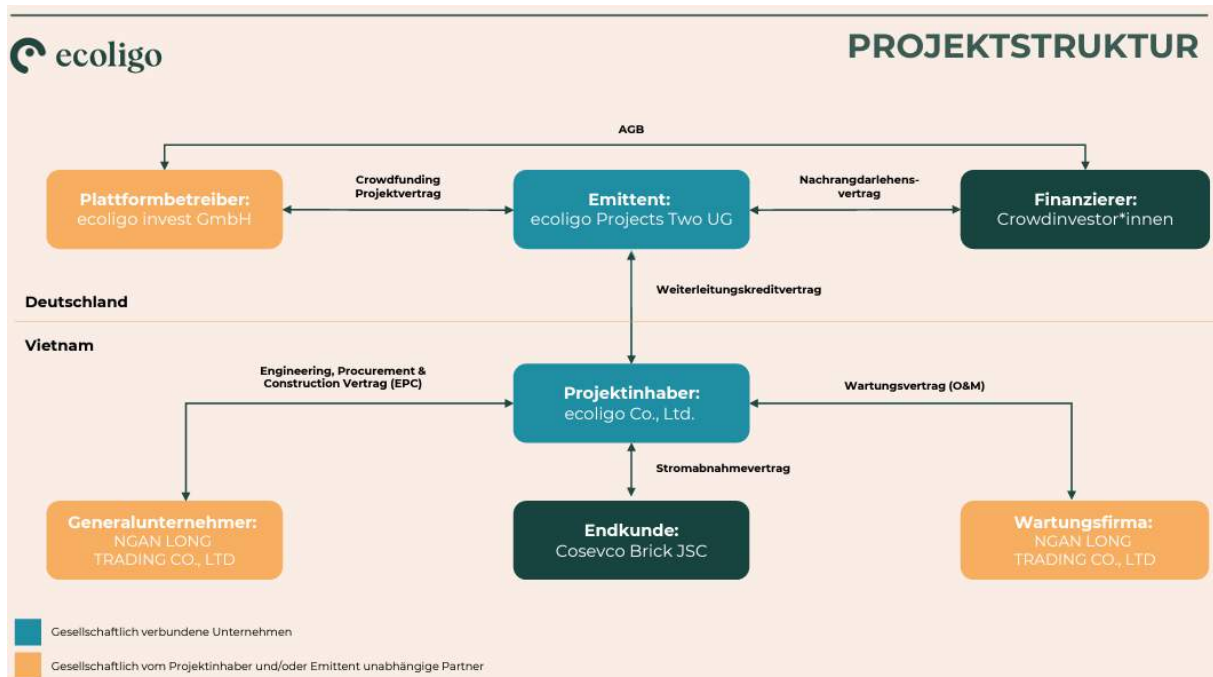 ecoligo
PROJEKTSTRUKTUR
AGB
Plattformbetreiber:
ecoligo invest GmbH
Crowdfunding
Projektvertrag
Emittent:
ecoligo Projects Two UG
Nachrangdarlehens-
vertrag
Finanzierer:
Crowdinvestor*innen
Weiterleitungskreditvertrag
Deutschland
Vietnam
Engineering, Procurement &
Construction Vertrag (EPC)
Projektinhaber:
ecoligo Co., Ltd.
Wartungsvertrag (O&M)
Stromabnahmevertrag
Generalunternehmer:
NGAN LONG
TRADING CO., LTD
Endkunde:
Cosevco Brick JSC
Wartungsfirma:
NGAN LONG
TRADING CO., LTD
Gesellschaftlich verbundene Unternehmen
Gesellschaftlich vom Projektinhaber und/oder Emittent unabhängige Partner